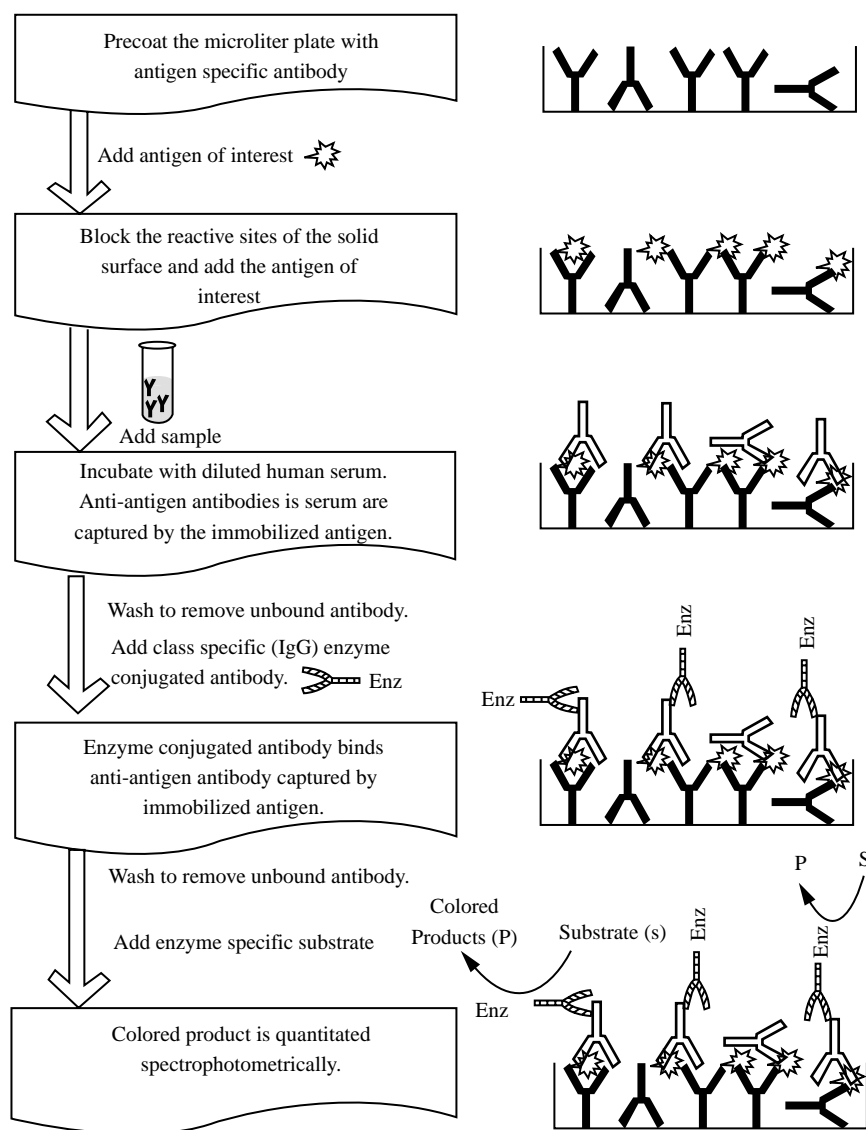 Precoat the microliter plate with
antigen specific antibody
Add antigen of interest
Block the reactive sites of the solid
surface and add the antigen of
interest
Add sample
Incubate with diluted human serum.
Anti-antigen antibodies is serum are
captured by the immobilized antigen.
Wash to remove unbound antibody.
Add class specific (IgG) enzyme
conjugated antibody.
Enz
Enz
Enz
Enz
Enzyme conjugated antibody binds
anti-antigen antibody captured by
immobilized antigen.
Wash to remove unbound antibody.
Add enzyme specific substrate
Colored
Products (P)
Substrate (s)
P
S
Enz
Enz
Enz
Colored product is quantitated
spectrophotometrically.